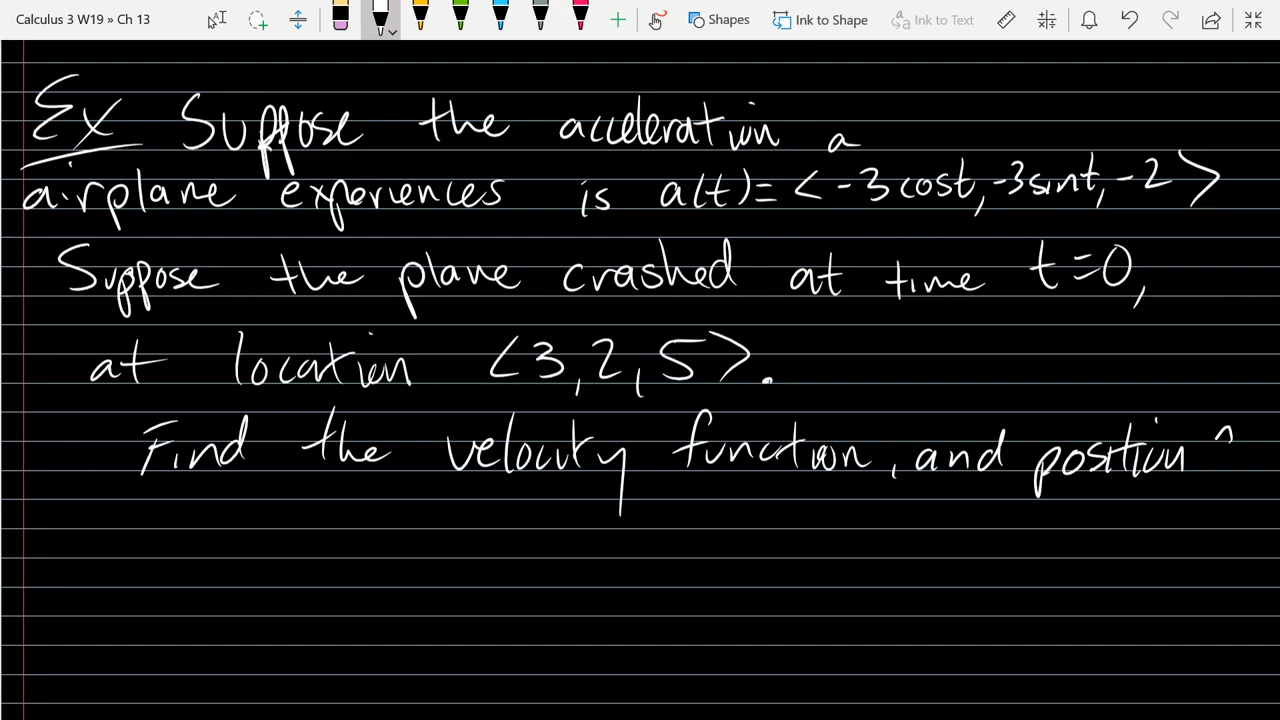 Calculus 3 W19 » Ch 13
Shapes
Ink to Shape
Ink to Text
Ex Suppose the acceleration a
airplane experiences is a(t)=<-3cost,-3sint,-2>
Suppose the plane crashed at time t=0,
at location <3,2,5>.
Find the velocity function, and position ^